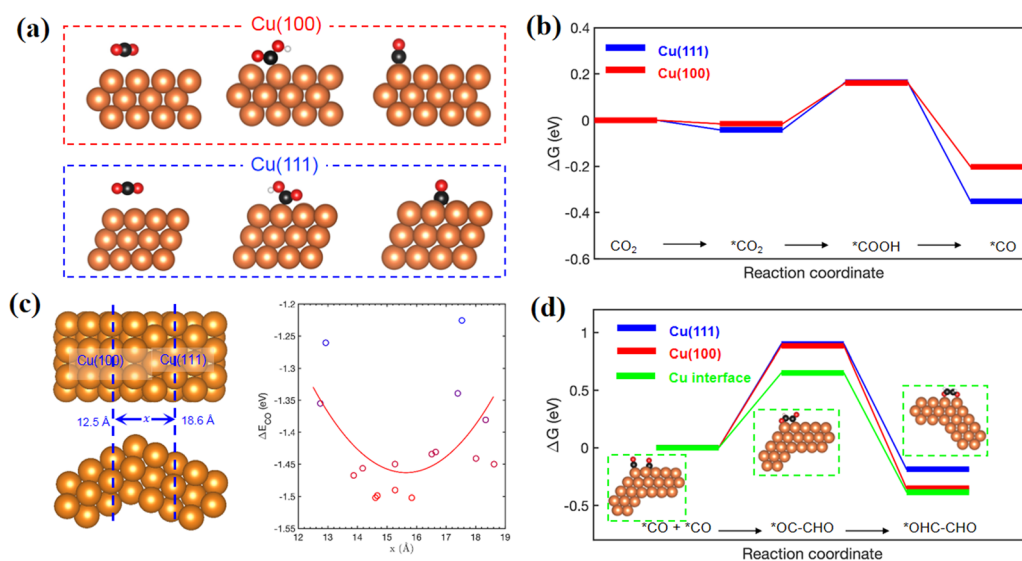 (a)
Cu(100)
Cu(111)
(b)
0.4
0.2
0
-0.2
-0.4
-0.6
ΔG (eV)
Cu(111)
Cu(100)
CO₂
*CO₂
*COOH
*CO
Reaction coordinate
(c)
Cu(100)
Cu(111)
12.5 Å
x
18.6 Å
-1.2
-1.25
-1.3
-1.35
-1.4
-1.45
-1.5
-1.55
ΔE_CO (eV)
12 13 14 15 16 17 18 19
x (Å)
(d)
1
0.5
0
-0.5
ΔG (eV)
Cu(111)
Cu(100)
Cu interface
*CO + *CO
*OC-CHO
*OHC-CHO
Reaction coordinate